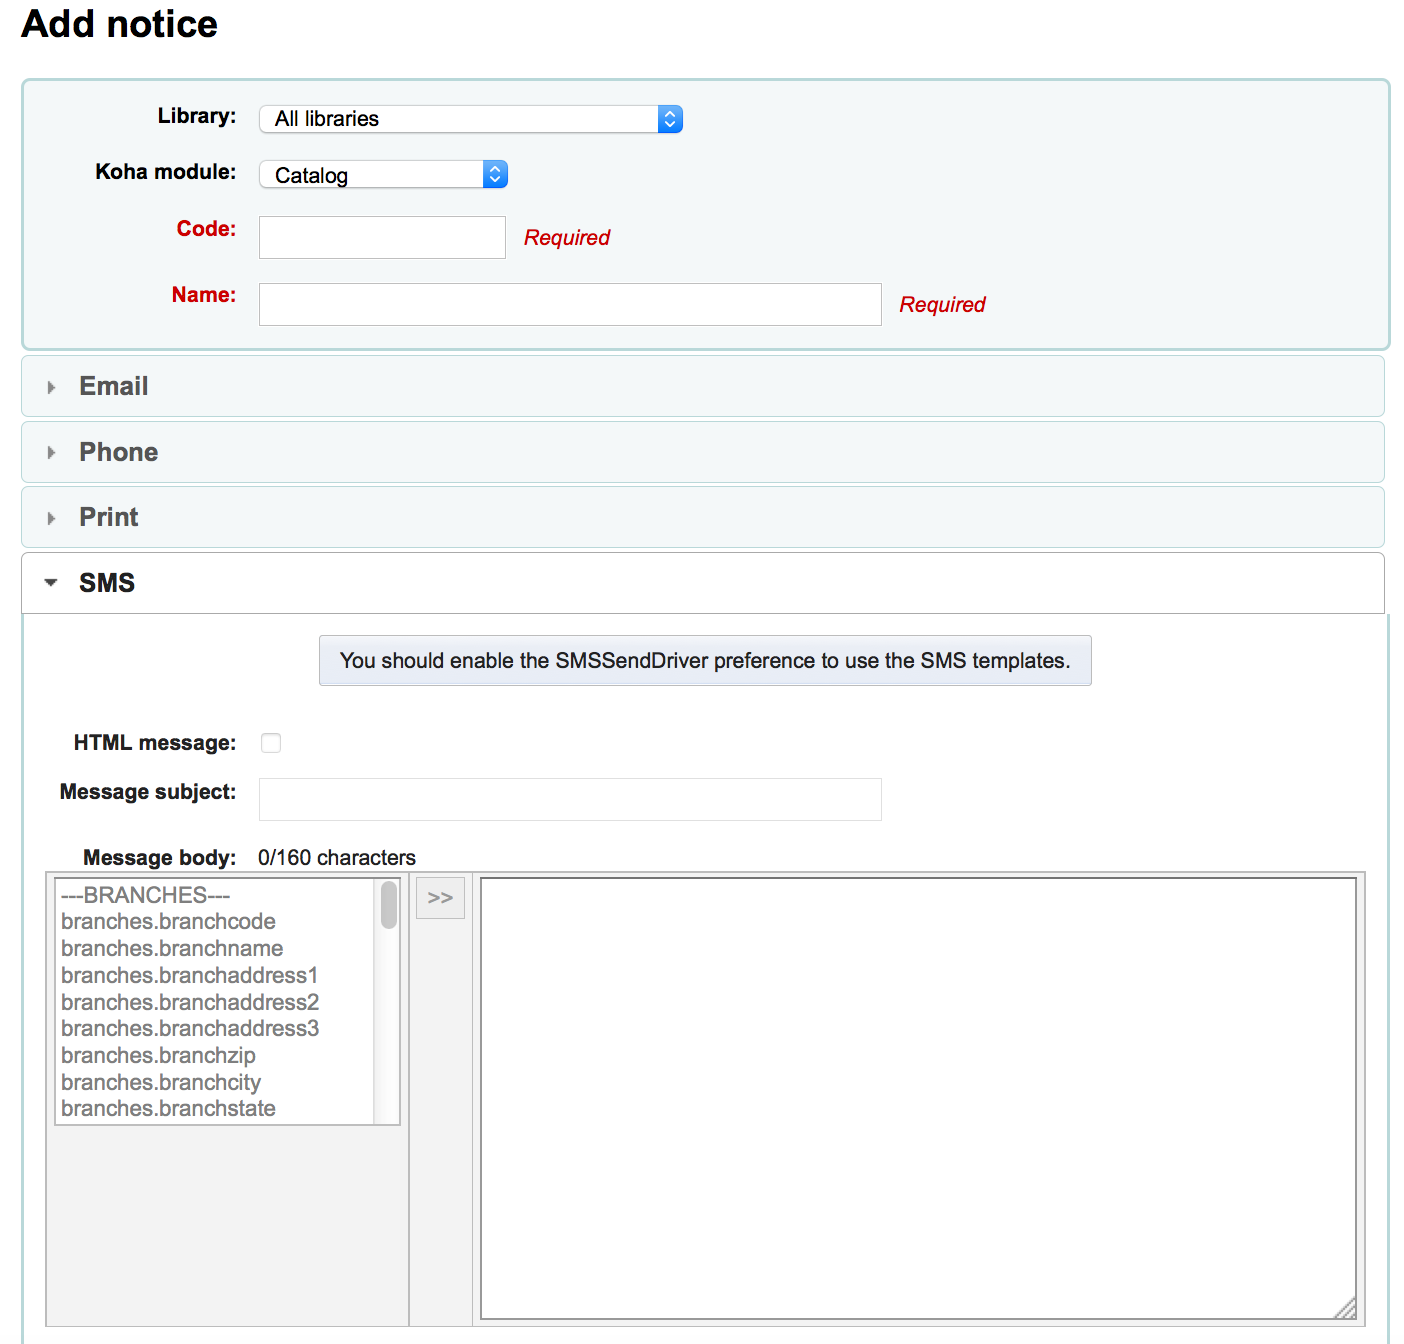 Add notice
Library: All libraries
Koha module: Catalog
Code: Required
Name: Required
Email
Phone
Print
SMS
You should enable the SMSSendDriver preference to use the SMS templates.
HTML message:
Message subject:
Message body: 0/160 characters
---BRANCHES---
>>
branches.branchcode
branches.branchname
branches.branchaddress1
branches.branchaddress2
branches.branchaddress3
branches.branchzip
branches.branchcity
branches.branchstate